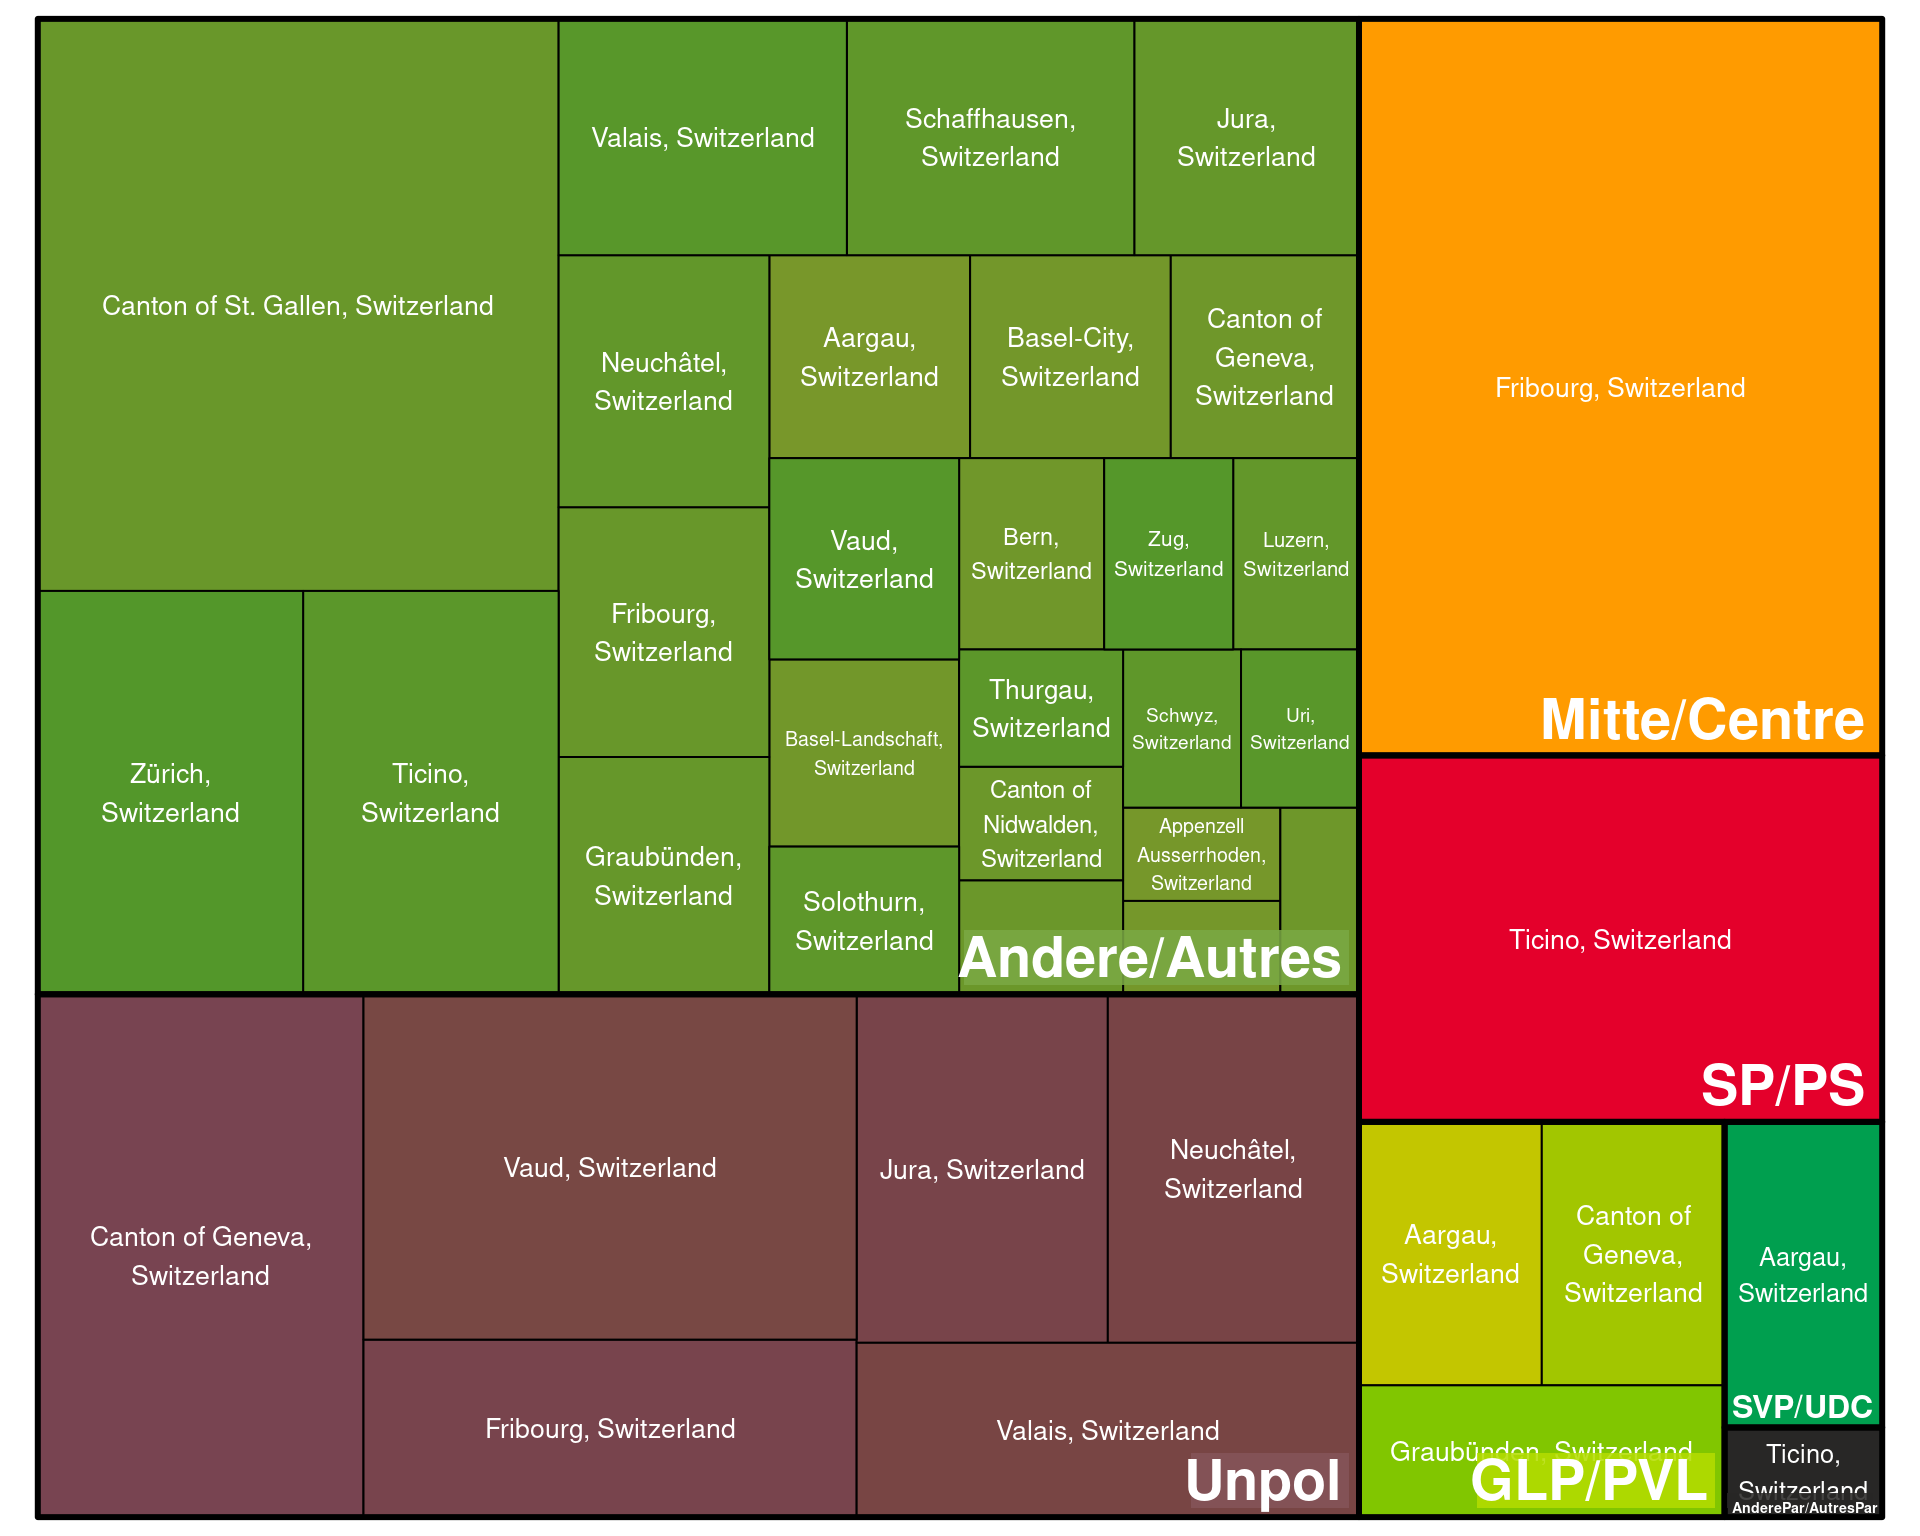 Canton of St. Gallen, Switzerland
Valais, Switzerland
Schaffhausen,
Switzerland
Jura,
Switzerland
Neuchâtel,
Switzerland
Aargau,
Switzerland
Basel-City,
Switzerland
Canton of
Geneva,
Switzerland
Fribourg,
Switzerland
Vaud,
Switzerland
Bern,
Switzerland
Zug,
Switzerland
Luzern,
Switzerland
Zürich,
Switzerland
Ticino,
Switzerland
Graubünden,
Switzerland
Basel-Landschaft,
Switzerland
Solothurn,
Switzerland
Thurgau,
Switzerland
Schwyz,
Switzerland
Uri,
Switzerland
Canton of
Nidwalden,
Switzerland
Appenzell
Ausserrhoden,
Switzerland
Andere/Autres
Canton of Geneva,
Switzerland
Vaud, Switzerland
Jura, Switzerland
Neuchâtel,
Switzerland
Fribourg, Switzerland
Valais, Switzerland
Unpol
Fribourg, Switzerland
Mitte/Centre
Ticino, Switzerland
SP/PS
Aargau,
Switzerland
Canton of
Geneva,
Switzerland
Graubünden, Switzerland
GLP/PVL
Aargau,
Switzerland
SVP/UDC
Ticino,
Switzerland
AnderePar/AutresPar